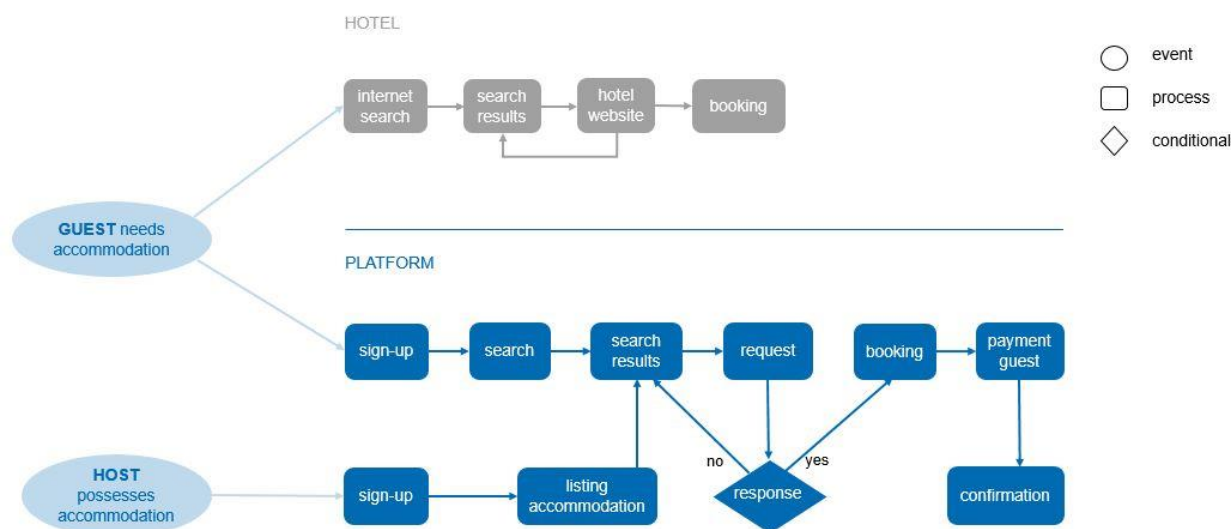 HOTEL
event
internet
search
search
results
hotel
website
booking
process
conditional
GUEST needs
accommodation
PLATFORM
sign-up
search
search
results
request
booking
payment
guest
no
yes
HOST
possesses
accommodation
sign-up
listing
accommodation
response
confirmation